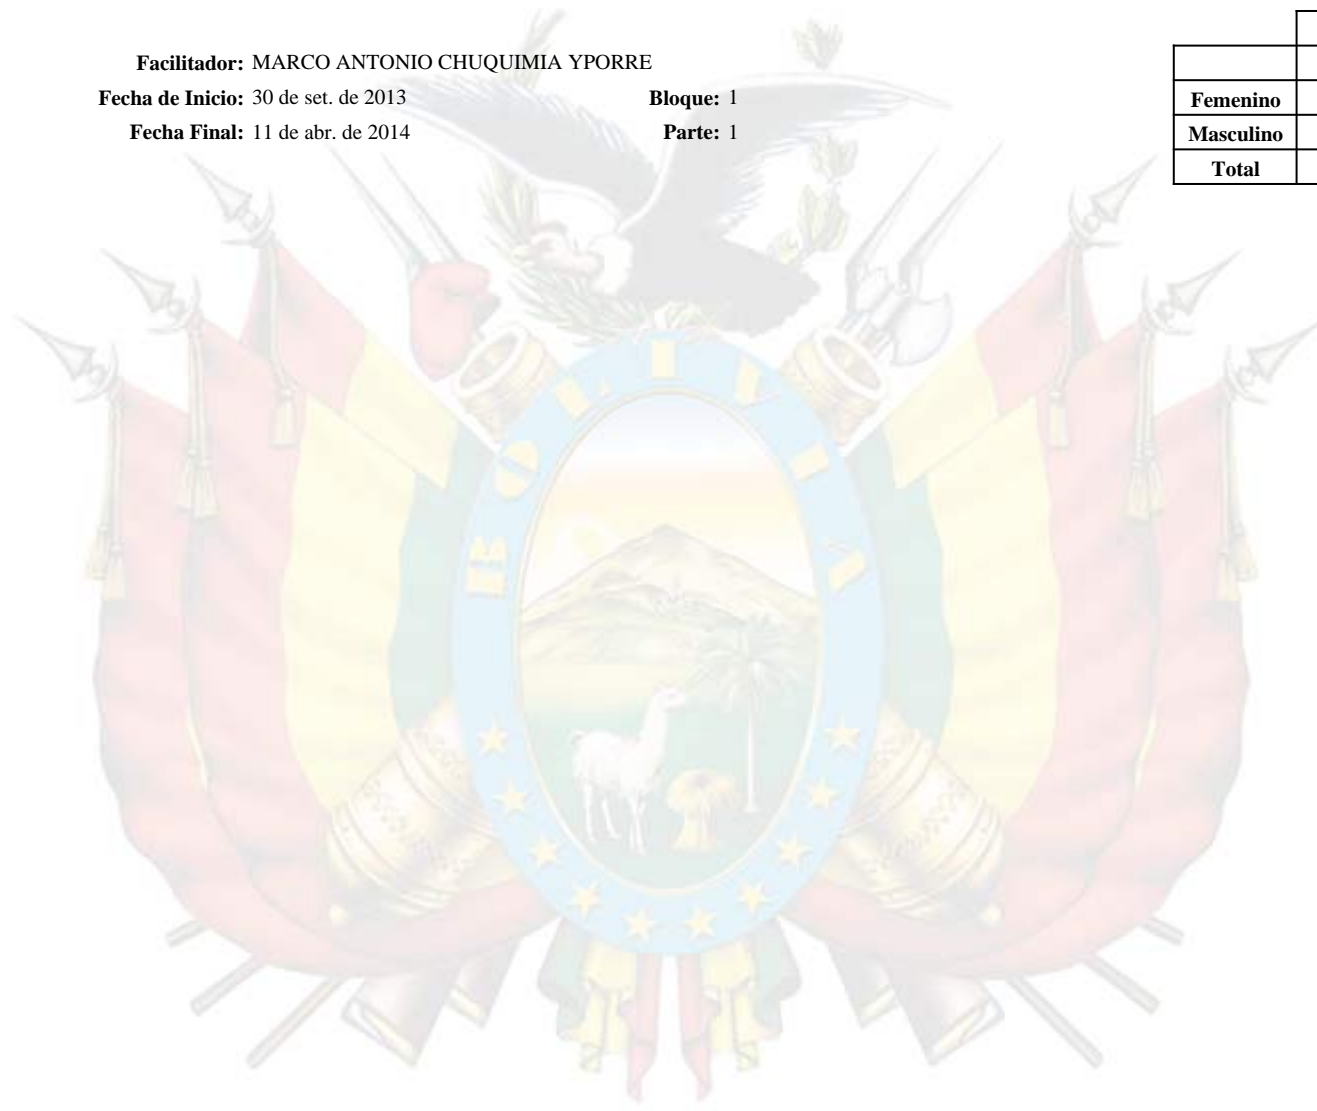 Facilitador: MARCO ANTONIO CHUQUIMIA YPORRE
Fecha de Inicio: 30 de set. de 2013 Bloque: 1
Fecha Final: 11 de abr. de 2014 Parte: 1
Femenino
Masculino
Total
BOLIVIA